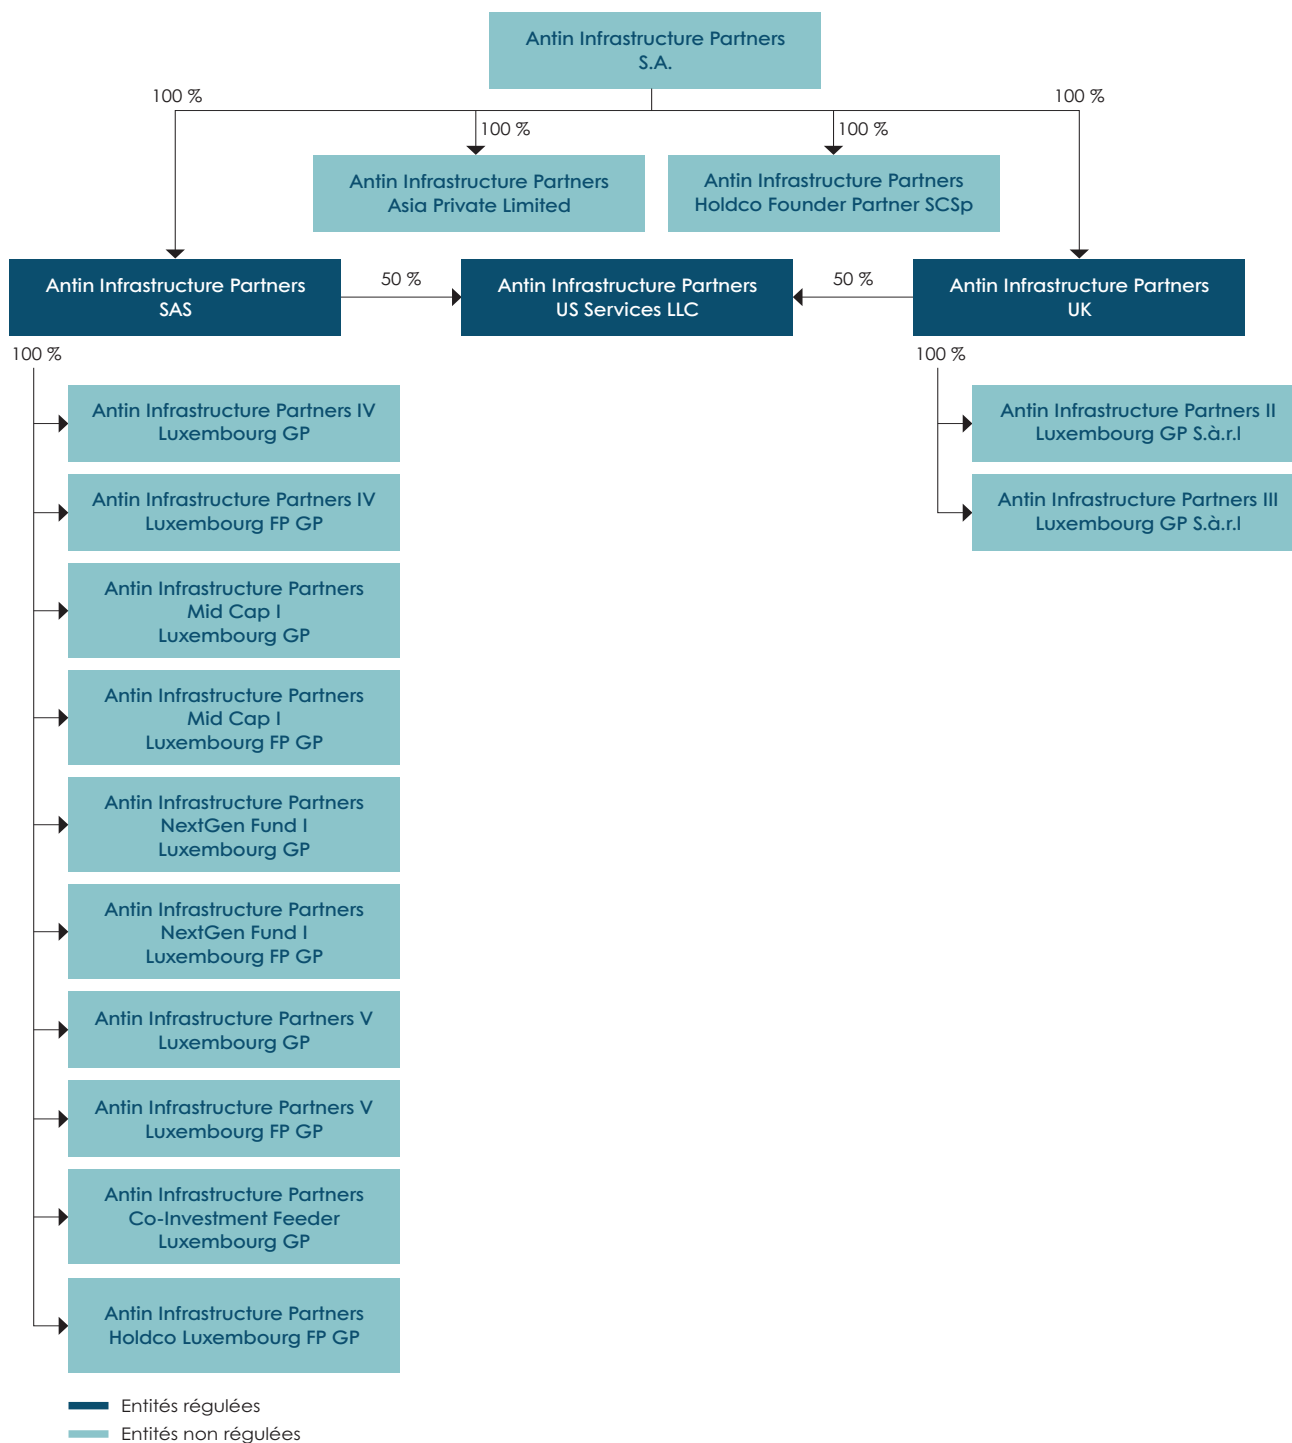 Antin Infrastructure Partners
S.A.
100 %
100 %
100 %
100 %
Antin Infrastructure Partners
Asia Private Limited
Antin Infrastructure Partners
Holdco Founder Partner SCSp
Antin Infrastructure Partners
SAS
50 %
Antin Infrastructure Partners
US Services LLC
50 %
Antin Infrastructure Partners
UK
100 %
Antin Infrastructure Partners IV
Luxembourg GP
Antin Infrastructure Partners IV
Luxembourg FP GP
Antin Infrastructure Partners
Mid Cap I
Luxembourg GP
Antin Infrastructure Partners
Mid Cap I
Luxembourg FP GP
Antin Infrastructure Partners
NextGen Fund I
Luxembourg GP
Antin Infrastructure Partners
NextGen Fund I
Luxembourg FP GP
Antin Infrastructure Partners V
Luxembourg GP
Antin Infrastructure Partners V
Luxembourg FP GP
Antin Infrastructure Partners
Co-Investment Feeder
Luxembourg GP
Antin Infrastructure Partners
Holdco Luxembourg FP GP
100 %
Antin Infrastructure Partners II
Luxembourg GP S.à.r.l
Antin Infrastructure Partners III
Luxembourg GP S.à.r.l
Entités régulées
Entités non régulées